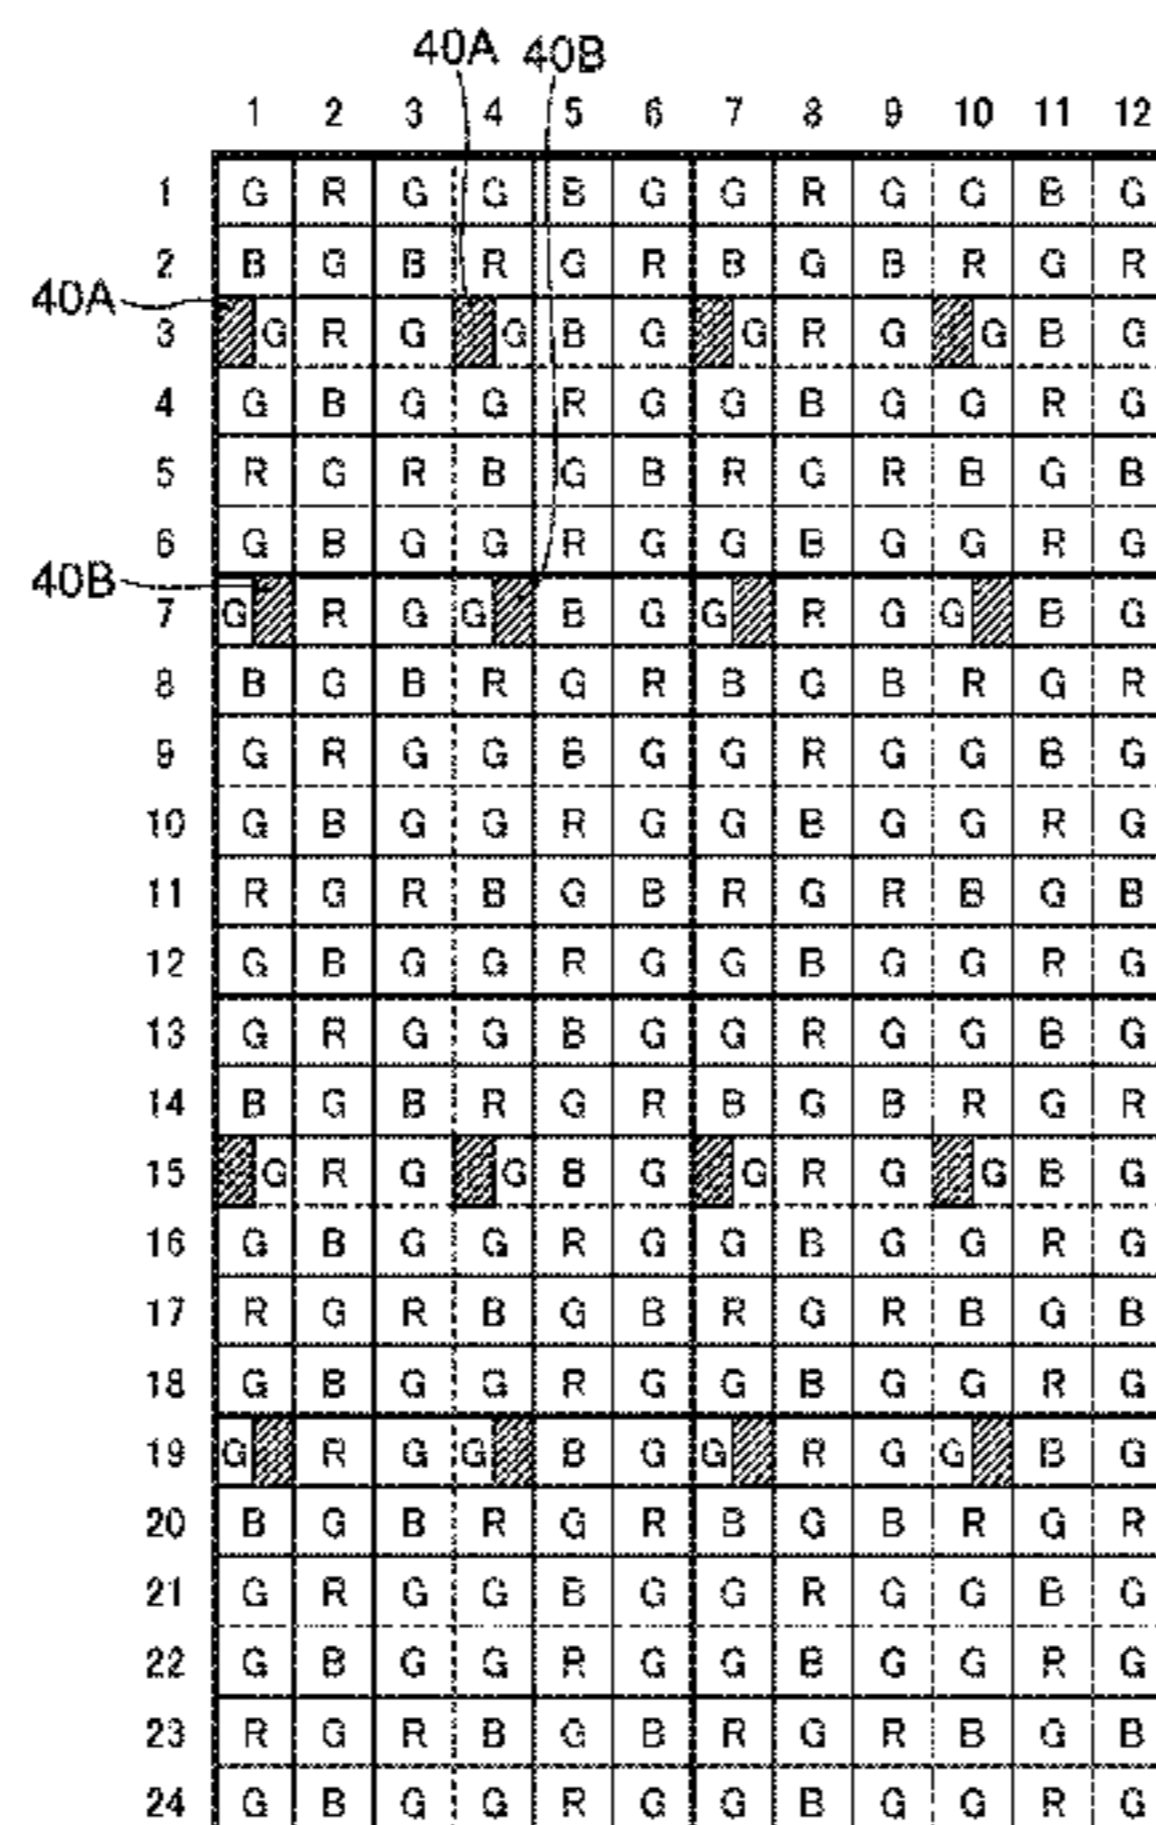 40A 40B
1 2 3 4 5 6 7 8 9 10 11 12
1 G R G G B G G R G G B G
2 B G B R G R B G B R G R
40A
3 G R G G B G G R G G B G
4 G B G G R G G B G G R G
5 R G R B G B R G R B G B
6 G B G G R G G B G G R G
40B
7 G R G G B G G R G G B G
8 B G B R G R B G B R G R
9 G R G G B G G R G G B G
10 G B G G R G G B G G R G
11 R G R B G B R G R B G B
12 G B G G R G G B G G R G
13 G R G G B G G R G G B G
14 B G B R G R B G B R G R
15 G R G G B G G R G G B G
16 G B G G R G G B G G R G
17 R G R B G B R G R B G B
18 G B G G R G G B G G R G
19 G R G G B G G R G G B G
20 B G B R G R B G B R G R
21 G R G G B G G R G G B G
22 G B G G R G G B G G R G
23 R G R B G B R G R B G B
24 G B G G R G G B G G R G